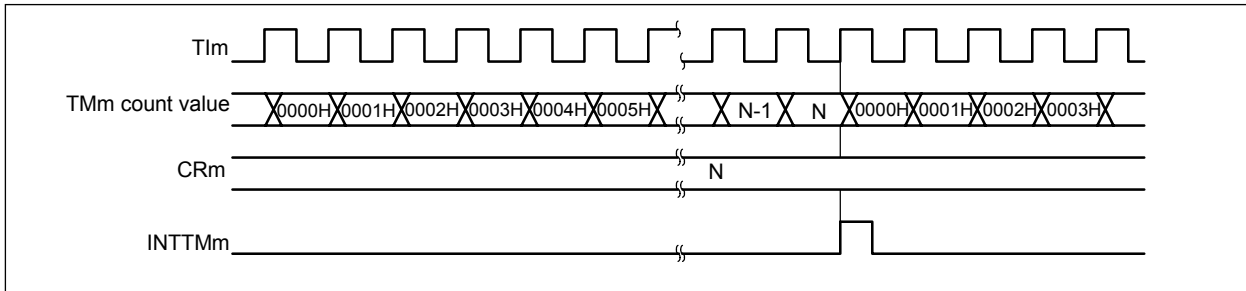 TIm
TMm count value 0000H 0001H 0002H 0003H 0004H 0005H N-1 N 0000H 0001H 0002H 0003H
CRm N
INTTMm